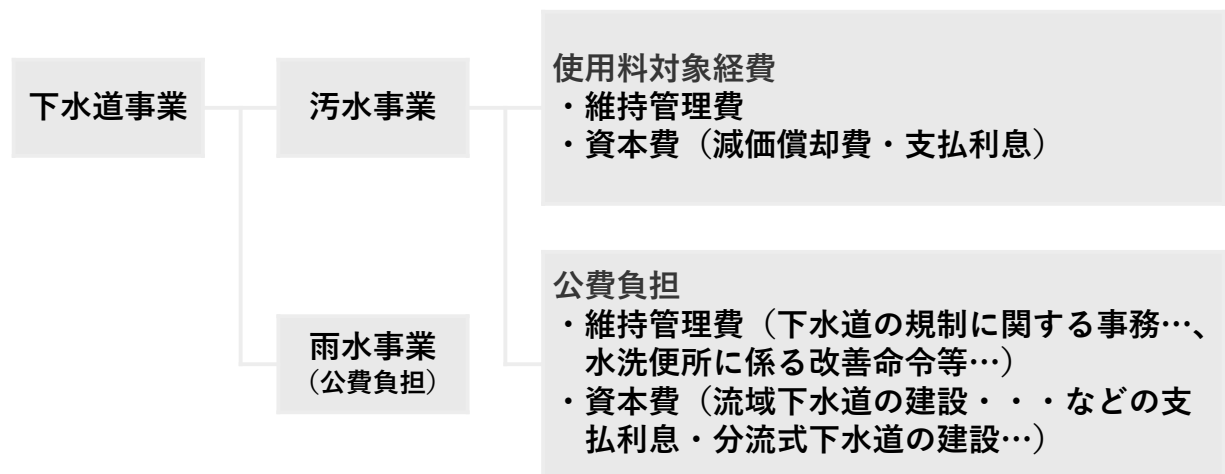 下水道事業
汚水事業
使用料対象経費
・維持管理費
・資本費（減価償却費・支払利息）
雨水事業
（公費負担）
公費負担
・維持管理費（下水道の規制に関する事務…、
水洗便所に係る改善命令等…）
・資本費（流域下水道の建設・・・などの支
払利息・分流式下水道の建設…）